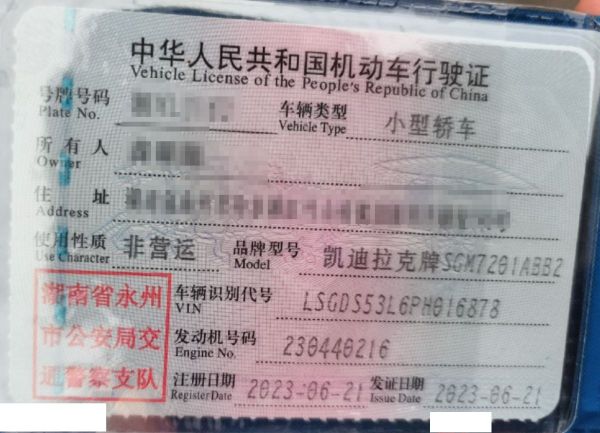 中华人民共和国机动车行驶证
Vehicle License of the People's Republic of China
号牌号码
Plate No.
车辆类型
Vehicle Type
小型轿车
所有人
Owner
住址
Address
使用性质
Use Character
非营运
品牌型号
Model
凯迪拉克牌SGM7201ABB2
湖南省永州
市公安局交
通警察支队
车辆识别代号
VIN
LSGDS53L6PH016878
发动机号码
Engine No.
230440216
注册日期
Register Date
2023-06-21
发证日期
Issue Date
2023-06-21